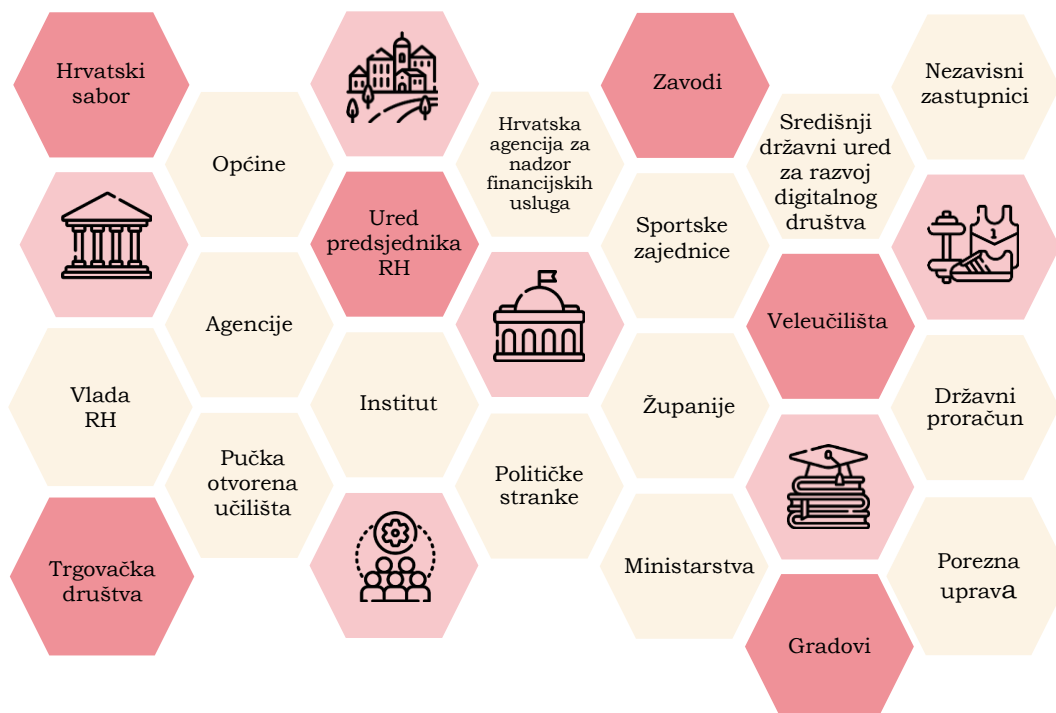 Hrvatski
sabor
Zavodi
Nezavisni
zastupnici
Općine
Hrvatska
agencija za
nadzor
financijskih
usluga
Središnji
državni ured
za razvoj
digitalnog
društva
Ured
predsjednika
RH
Sportske
zajednice
1
Agencije
Veleučilišta
Vlada
RH
Institut
Županije
Državni
proračun
Pučka
otvorena
učilišta
Političke
stranke
Trgovačka
društva
Ministarstva
Porezna
uprava
Gradovi